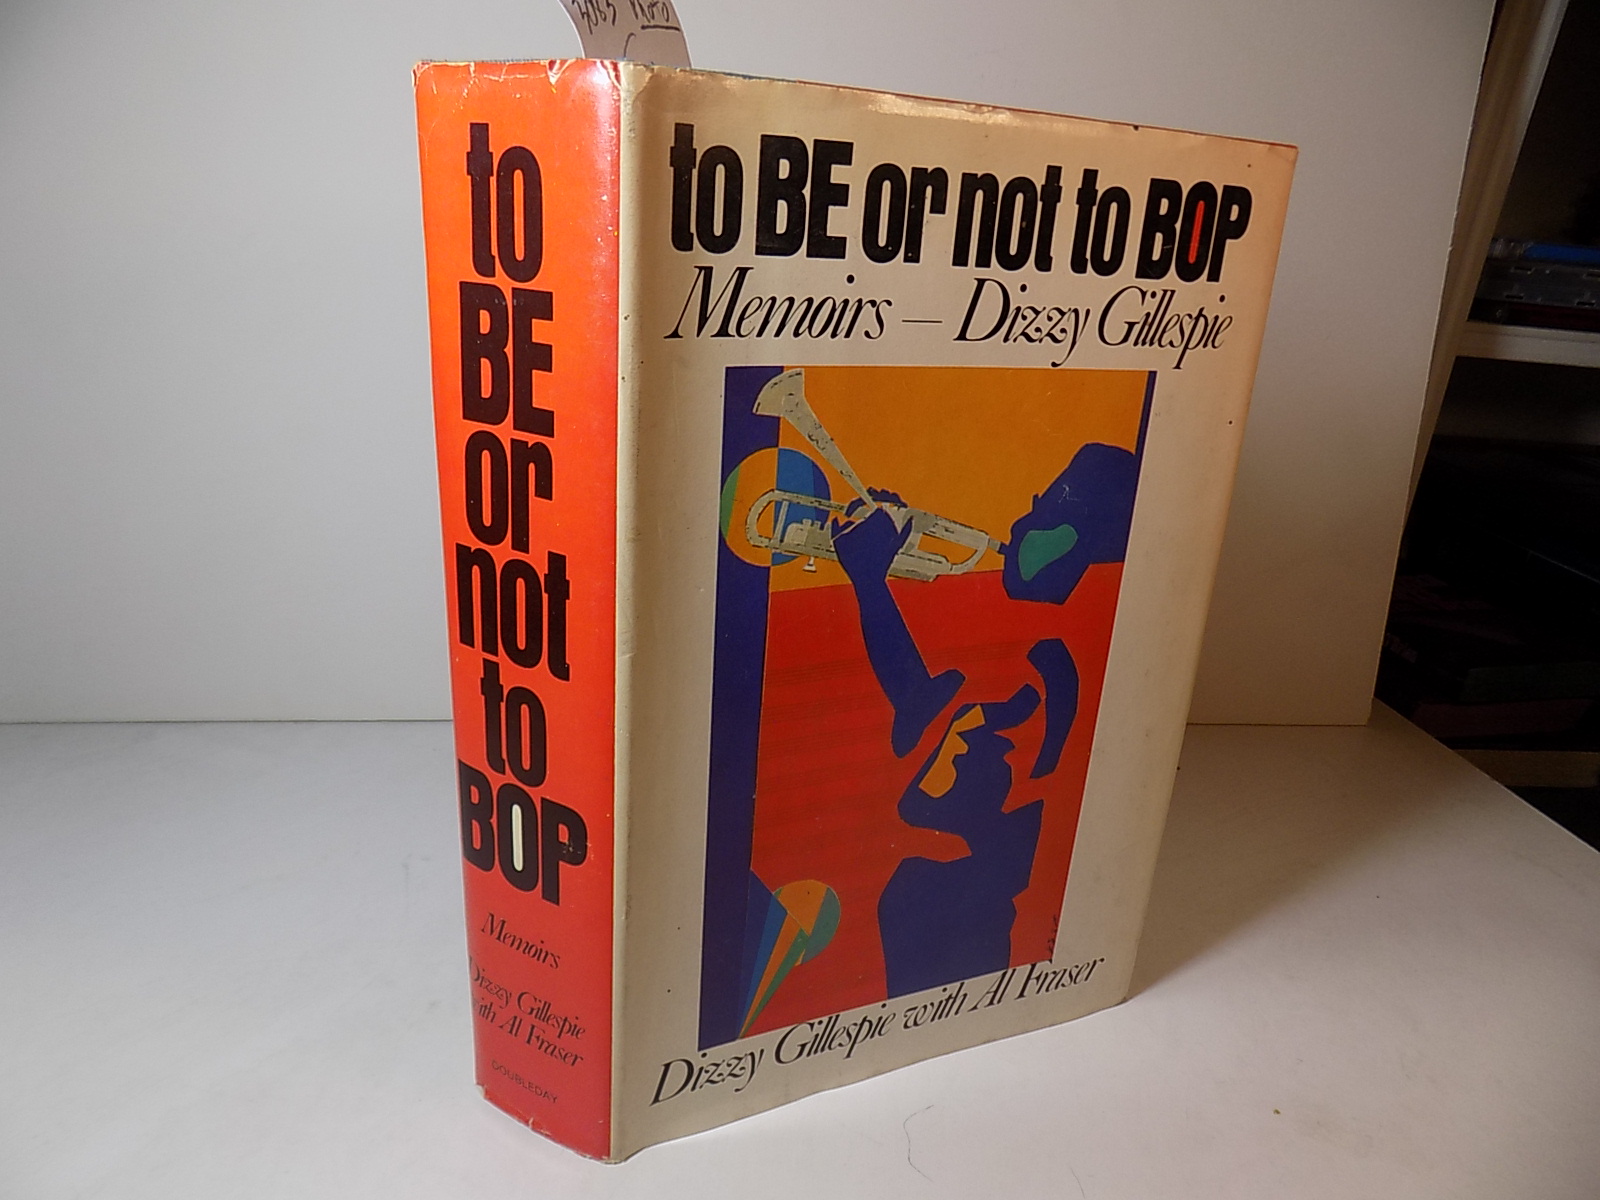 to
BE
or
not
to
BOP
Memoirs
Dizzy Gillespie
with Al Fraser
DOUBLEDAY
to BE or not to BOP
Memoirs — Dizzy Gillespie
Dizzy Gillespie with Al Fraser